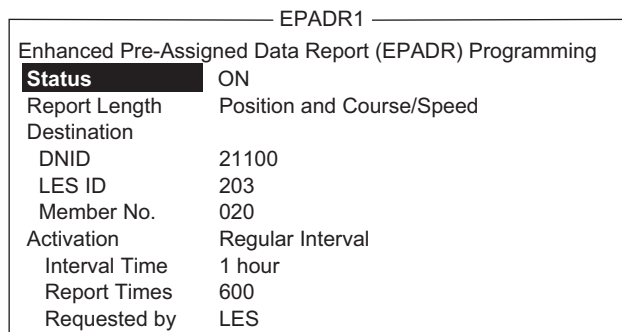 EPADR1
Enhanced Pre-Assigned Data Report (EPADR) Programming
Status ON
Report Length Position and Course/Speed
Destination
DNID 21100
LES ID 203
Member No. 020
Activation Regular Interval
Interval Time 1 hour
Report Times 600
Requested by LES